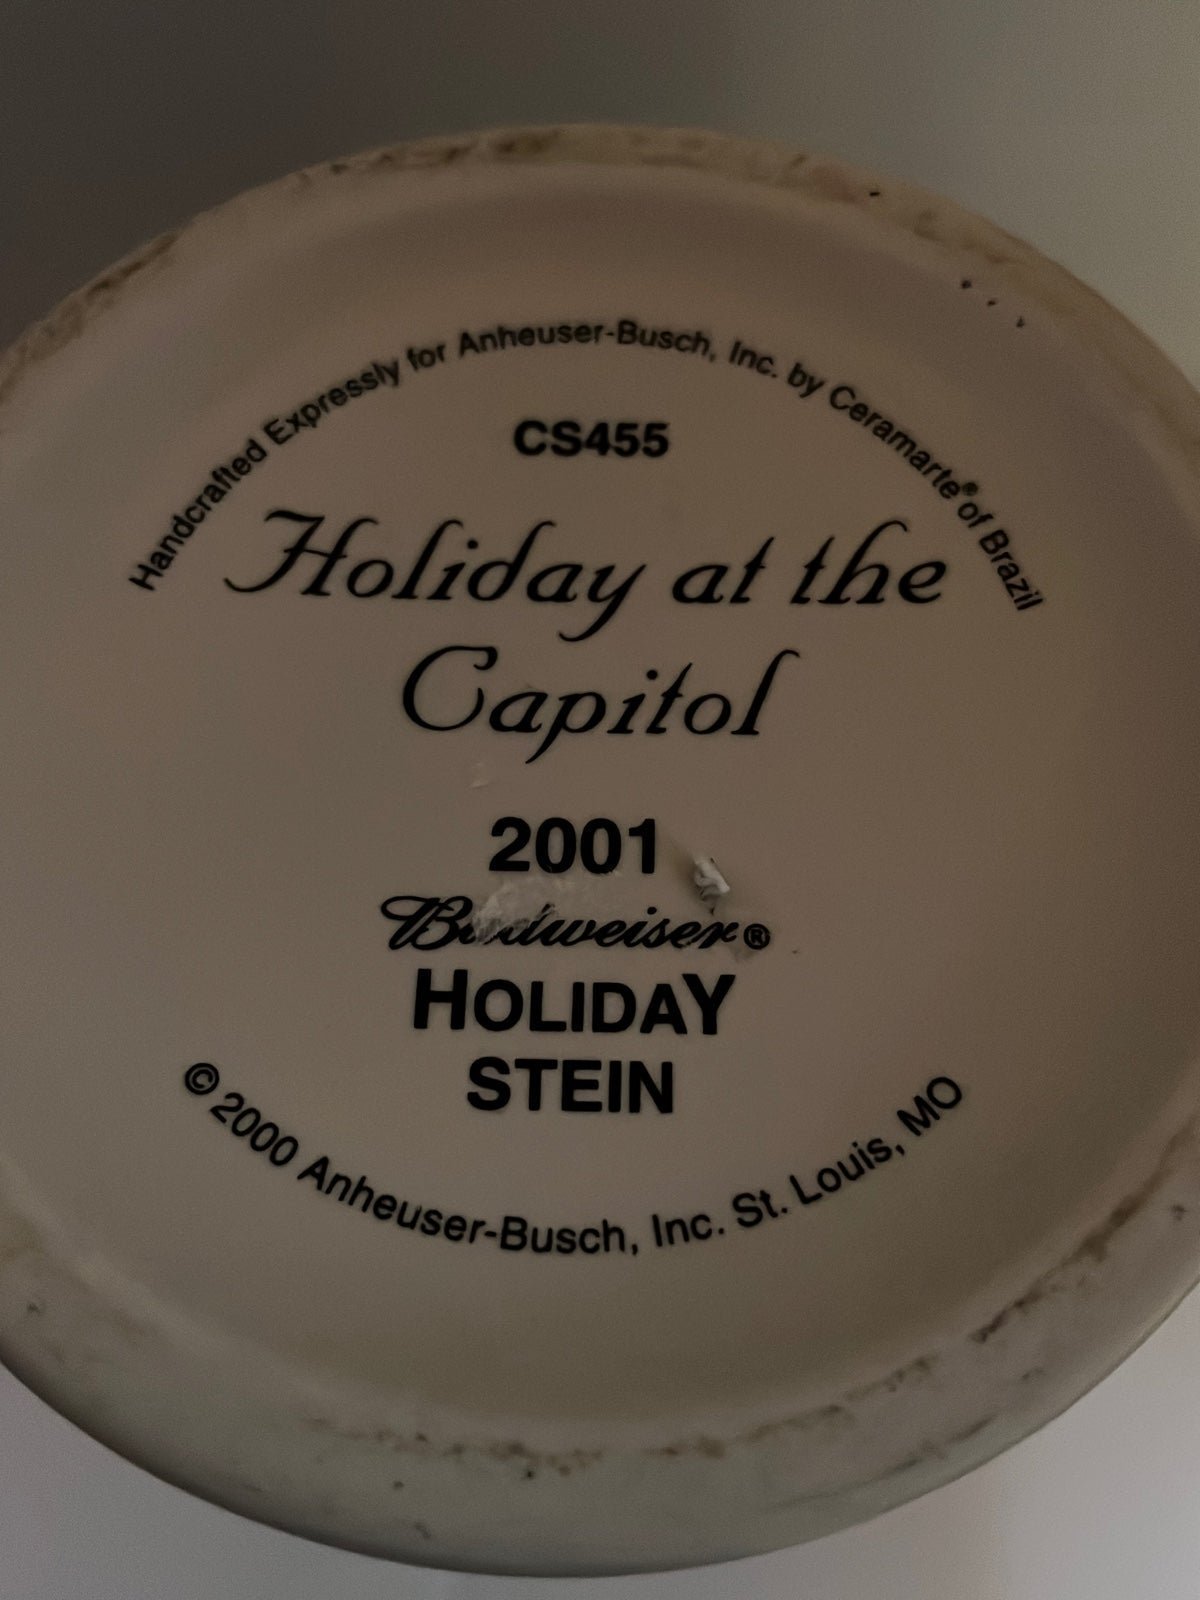 Handcrafted Expressly for Anheuser-Busch, Inc. by Ceramarte® of Brazil
CS455
Holiday at the
Capitol
2001
Budweiser®
HOLIDAY
STEIN
© 2000 Anheuser-Busch, Inc. St. Louis, MO